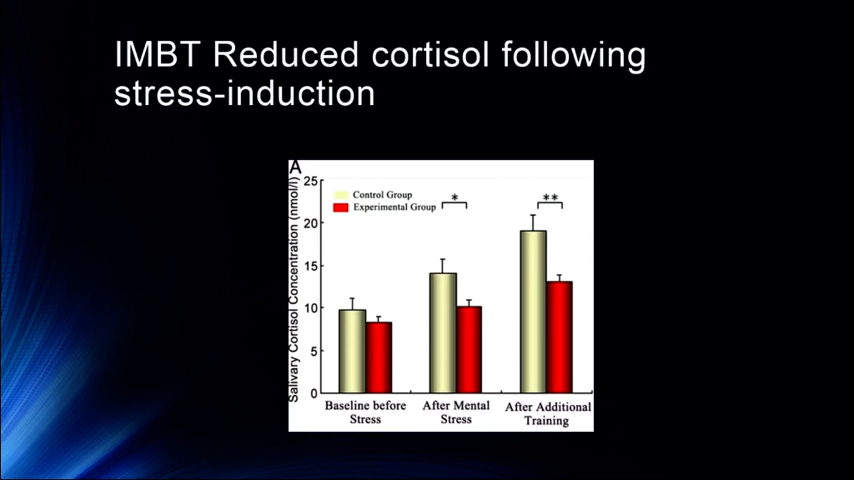 IMBT Reduced cortisol following
stress-induction
A
Salivary Cortisol Concentration (nmol/l)
25
20
15
10
5
0
Control Group
Experimental Group
*
**
Baseline before
Stress
After Mental
Stress
After Additional
Training